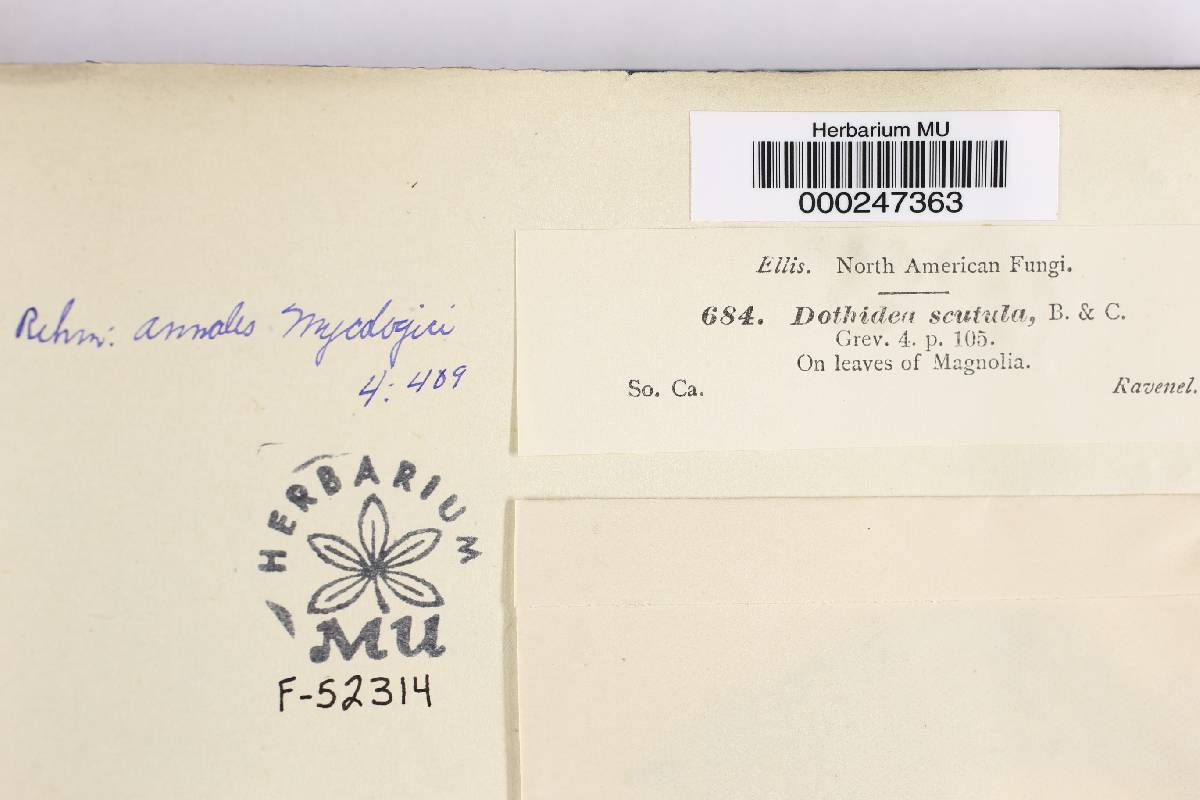 Herbarium MU
000247363
Ellis. North American Fungi.
684. Dothidea scutula, B. & C.
Grev. 4. p. 105.
On leaves of Magnolia.
So. Ca. Ravenel.
Rehm: Annales Mycologici
4: 409
HERBARIUM
MU
F-52314